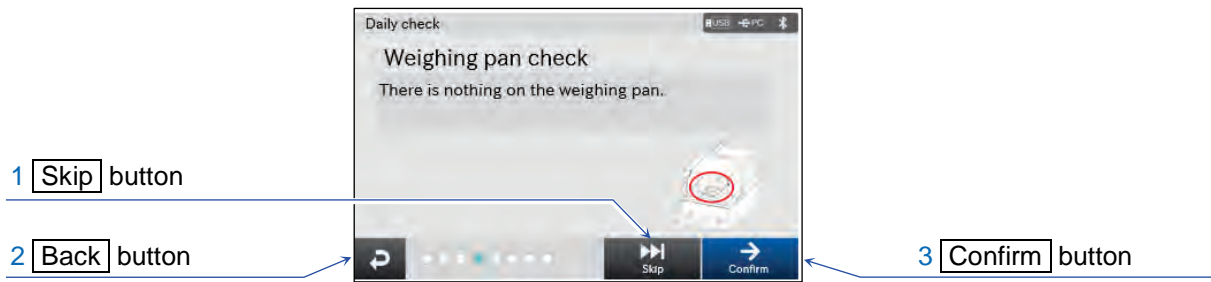 Daily check
USB PC
Weighing pan check
There is nothing on the weighing pan.
1 Skip button
2 Back button
Skip
Confirm
3 Confirm button